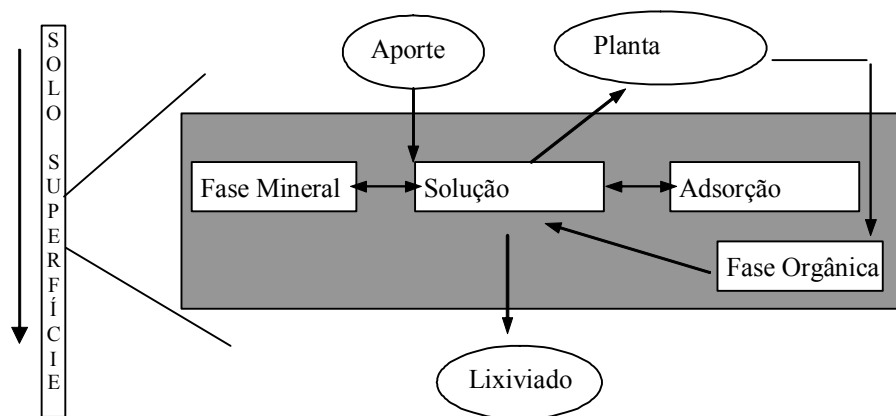 SOLO SUPERFÍCIE
Aporte
Planta
Fase Mineral
Solução
Adsorção
Fase Orgânica
Lixiviado